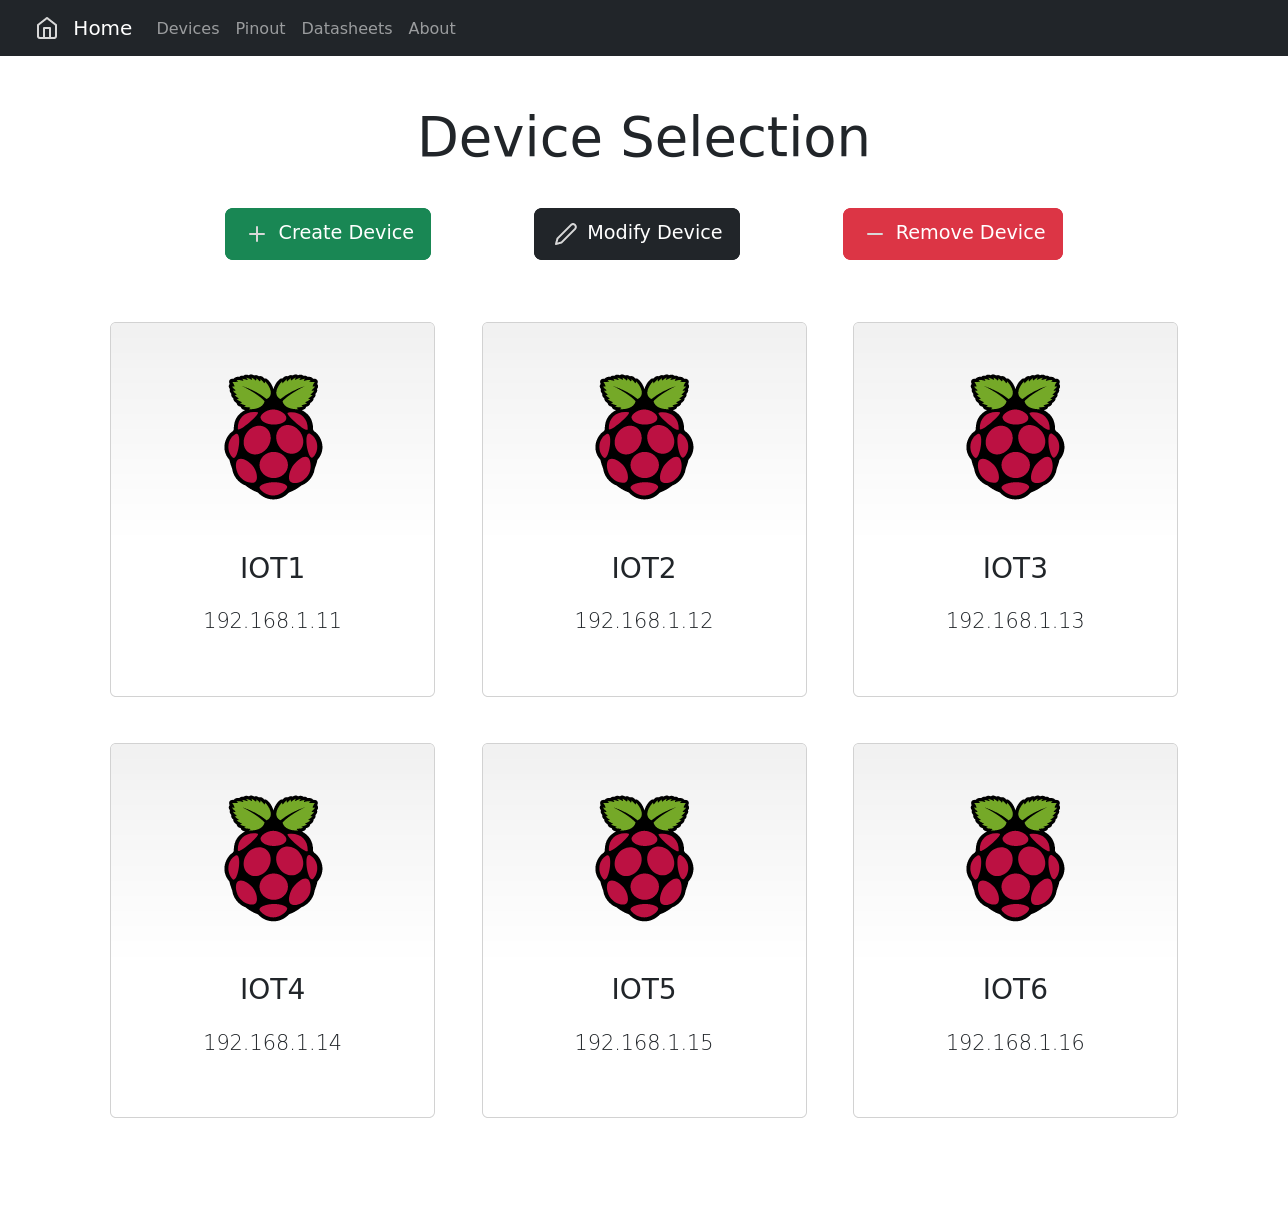 Home Devices Pinout Datasheets About
Device Selection
Create Device Modify Device Remove Device
IOT1 IOT2 IOT3
192.168.1.11 192.168.1.12 192.168.1.13
IOT4 IOT5 IOT6
192.168.1.14 192.168.1.15 192.168.1.16